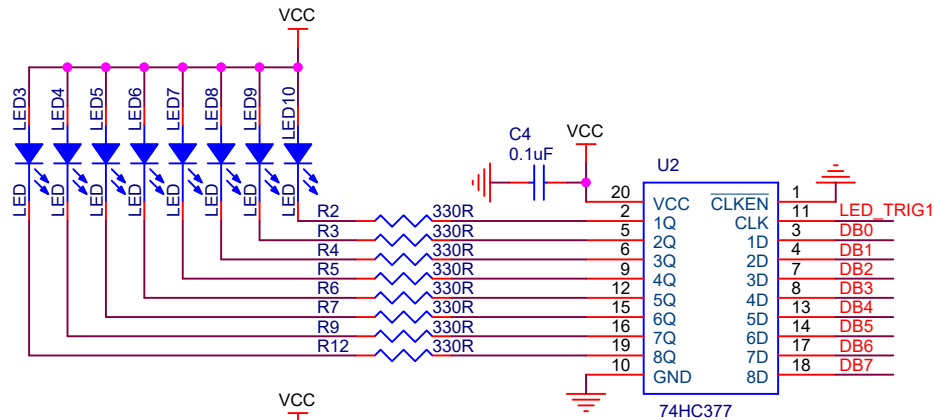 VCC
LED3 LED4 LED5 LED6 LED7 LED8 LED9 LED10
LED LED LED LED LED LED LED LED
C4
0.1uF
VCC
U2
R2 330R
R3 330R
R4 330R
R5 330R
R6 330R
R7 330R
R9 330R
R12 330R
20 VCC CLKEN 1
2 1Q CLK 11 LED_TRIG1
5 2Q 1D 3 DB0
6 3Q 2D 4 DB1
9 4Q 3D 7 DB2
12 5Q 4D 8 DB3
15 6Q 5D 13 DB4
16 7Q 6D 14 DB5
19 8Q 7D 17 DB6
10 GND 8D 18 DB7
74HC377
VCC